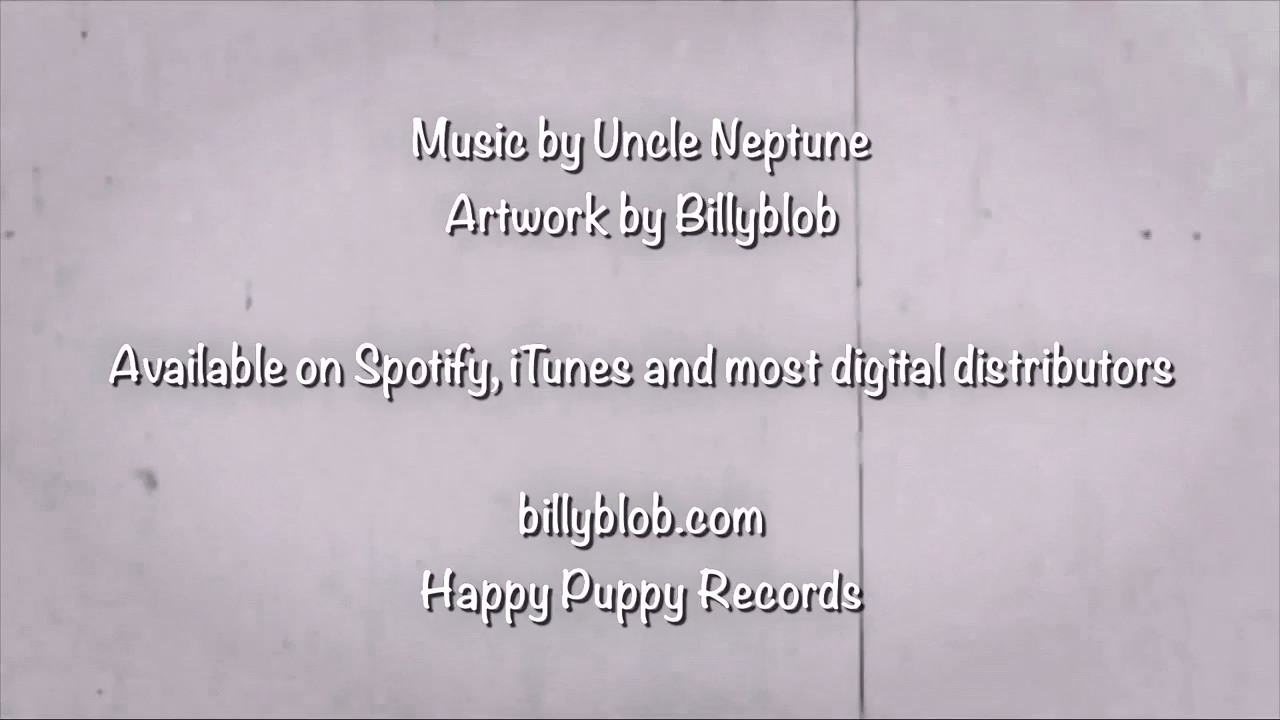 Music by Uncle Neptune
Artwork by Billyblob
Available on Spotify, iTunes and most digital distributors
billyblob.com
Happy Puppy Records